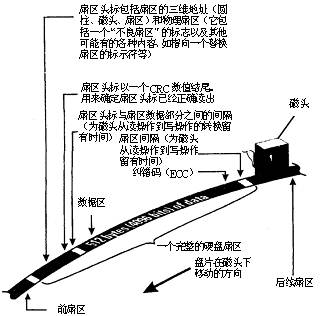 扇区头标包括扇区的三维地址（圆
柱、磁头、扇区）和物理扇区（它包
括一个“不良扇区”的标志以及其他
可能有的各种内容，如指向一个替换
扇区的标示符等）
扇区头标以一个CRC数值结尾，
用来确定扇区头标已经正确读出
扇区头标与扇区数据部分之间的间隔
（为磁头从读操作到写操作的转换留
有时间）
扇区间隔（为磁头
从读操作到写操作
留有时间）
纠错码（ECC）
磁头
数据区
512 bytes (4096 bits) of data
一个完整的硬盘扇区
盘片在磁头下
移动的方向
后续扇区
前扇区